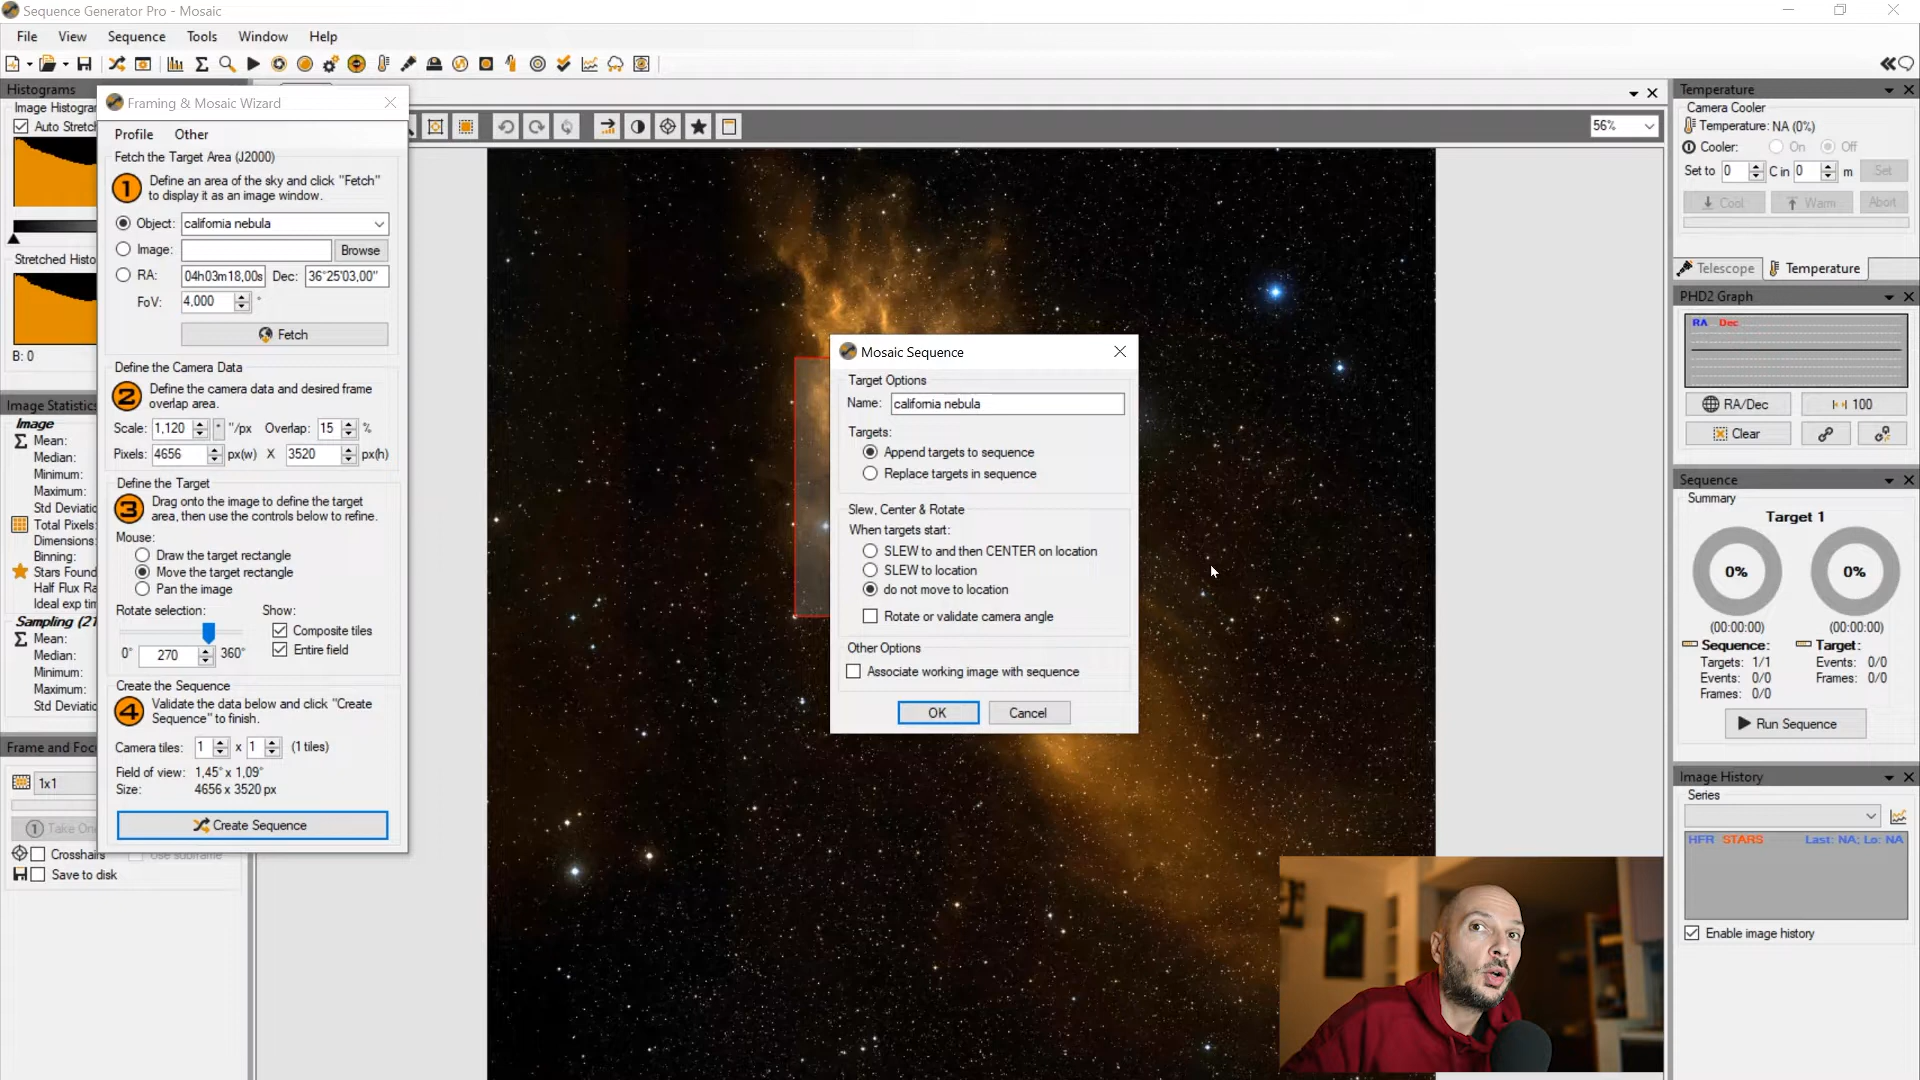 Sequence Generator Pro - Mosaic
File View Sequence Tools Window Help
Histograms
Image Histogra
Auto Stretc
Stretched Histo
B: 0
Image Statistics
Image
Mean:
Median:
Minimum:
Maximum:
Std Deviatio
Total Pixels:
Dimensions:
Binning:
Stars Found
Half Flux Ra
Ideal exp tim
Sampling (21
Mean:
Median:
Minimum:
Maximum:
Std Deviatio
Frame and Foc
1x1
Take On
Crosshairs Use subframe
Save to disk
Framing & Mosaic Wizard
Profile Other
Fetch the Target Area (J2000)
1 Define an area of the sky and click "Fetch"
to display it as an image window.
Object: california nebula
Image: Browse
RA: 04h03m18,00s Dec: 36°25'03,00"
FoV: 4.000 °
Fetch
Define the Camera Data
2 Define the camera data and desired frame
overlap area.
Scale: 1,120 * "/px Overlap: 15 %
Pixels: 4656 px(w) X 3520 px(h)
Define the Target
3 Drag onto the image to define the target
area, then use the controls below to refine.
Mouse:
Draw the target rectangle
Move the target rectangle
Pan the image
Rotate selection: Show:
Composite tiles
0° 270 360° Entire field
Create the Sequence
4 Validate the data below and click "Create
Sequence" to finish.
Camera tiles: 1 x 1 (1 tiles)
Field of view: 1,45° x 1,09°
Size: 4656 x 3520 px
Create Sequence
56%
Mosaic Sequence
Target Options
Name: california nebula
Targets:
Append targets to sequence
Replace targets in sequence
Slew, Center & Rotate
When targets start:
SLEW to and then CENTER on location
SLEW to location
do not move to location
Rotate or validate camera angle
Other Options
Associate working image with sequence
OK Cancel
Temperature
Camera Cooler
Temperature: NA (0%)
Cooler: On Off
Set to 0 C in 0 m Set
Cool Warm Abort
Telescope Temperature
PHD2 Graph
RA Dec
RA/Dec 100
Clear
Sequence
Summary
Target 1
0% 0%
(00:00:00) (00:00:00)
Sequence: Target:
Targets: 1/1 Events: 0/0
Events: 0/0 Frames: 0/0
Frames: 0/0
Run Sequence
Image History
Series
HFR STARS Last: NA; Lo: NA
Enable image history